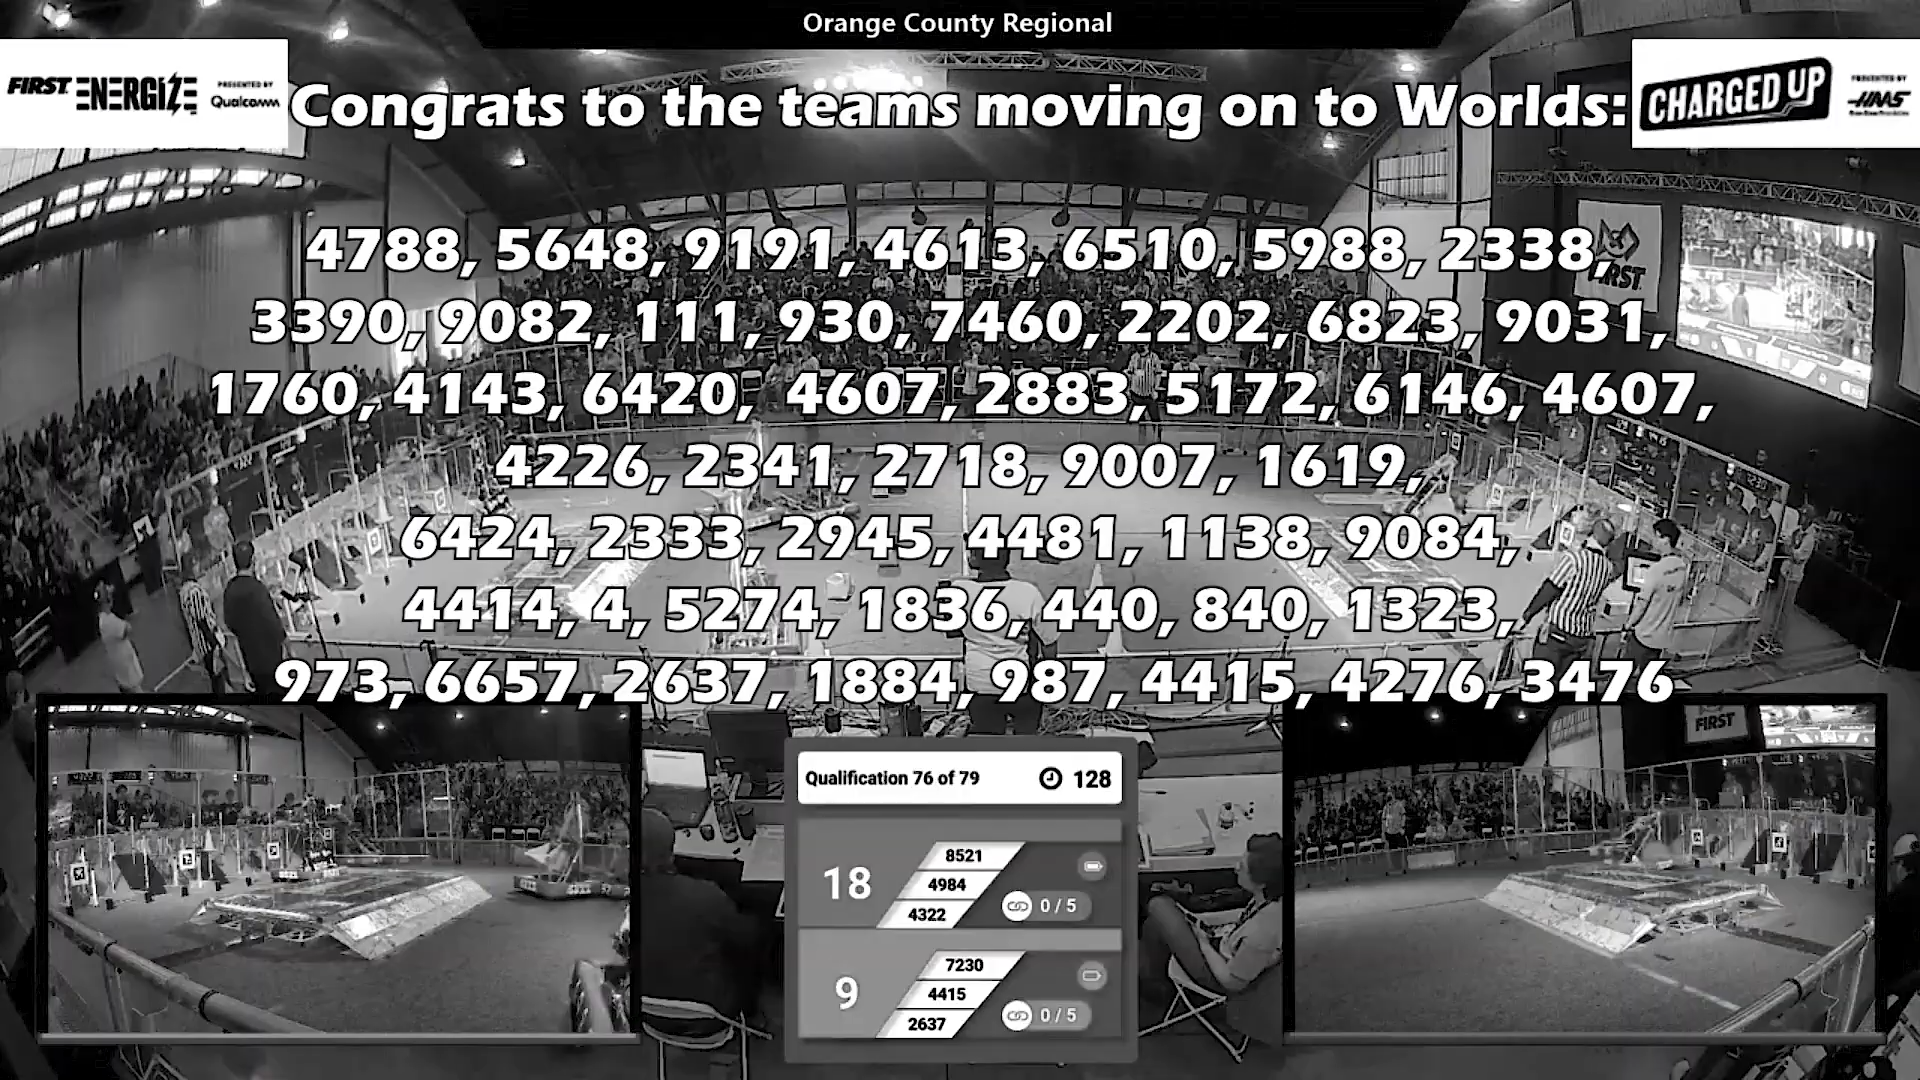 Orange County Regional
FIRST ENERGIZE PRESENTED BY Qualcomm
CHARGED UP PRESENTED BY HAAS
Congrats to the teams moving on to Worlds:
4788, 5648, 9191, 4613, 6510, 5988, 2338,
3390, 9082, 111, 930, 7460, 2202, 6823, 9031,
1760, 4143, 6420, 4607, 2883, 5172, 6146, 4607,
4226, 2341, 2718, 9007, 1619,
6424, 2333, 2945, 4481, 1138, 9084,
4414, 4, 5274, 1836, 440, 840, 1323,
973, 6657, 2637, 1884, 987, 4415, 4276, 3476
FIRST
FIRST
Qualification 76 of 79 128
18
8521
4984
4322
0 / 5
9
7230
4415
2637
0 / 5